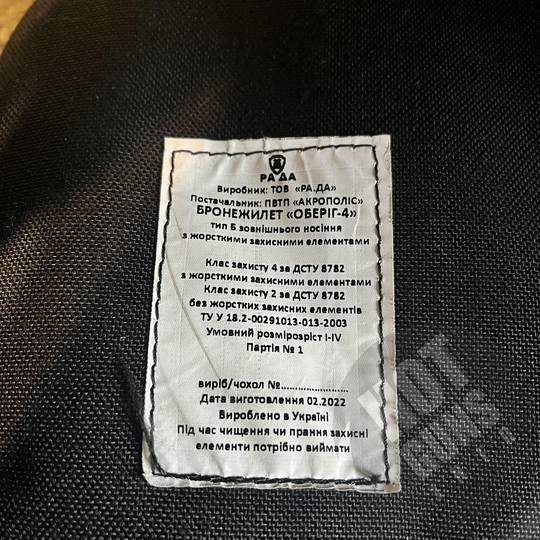 РА ДА
Виробник: ТОВ «РА.ДА»
Постачальник: ПВТП «АКРОПОЛІС»
БРОНЕЖИЛЕТ «ОБЕРІГ-4»
тип Б зовнішнього носіння
з жорсткими захисними елементами
Клас захисту 4 за ДСТУ 8782
з жорсткими захисними елементами
Клас захисту 2 за ДСТУ 8782
без жорстких захисних елементів
ТУ У 18.2-00291013-013-2003
Умовний розмірозріст I-IV
Партія № 1
виріб/чохол №......................
Дата виготовлення 02.2022
Вироблено в Україні
Під час чищення чи прання захисні
елементи потрібно виймати
GUNS